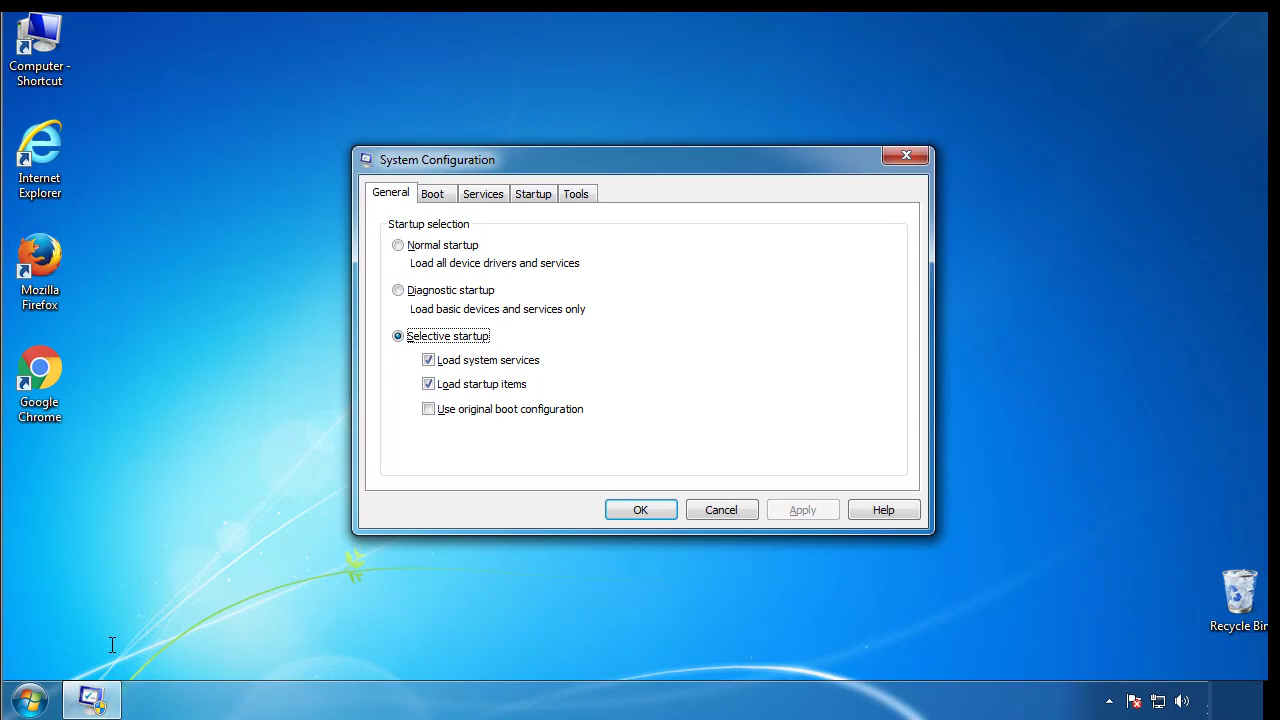 Computer -
Shortcut
Internet
Explorer
Mozilla
Firefox
Google
Chrome
System Configuration
General
Boot
Services
Startup
Tools
Startup selection
Normal startup
Load all device drivers and services
Diagnostic startup
Load basic devices and services only
Selective startup
Load system services
Load startup items
Use original boot configuration
OK
Cancel
Apply
Help
Recycle Bin